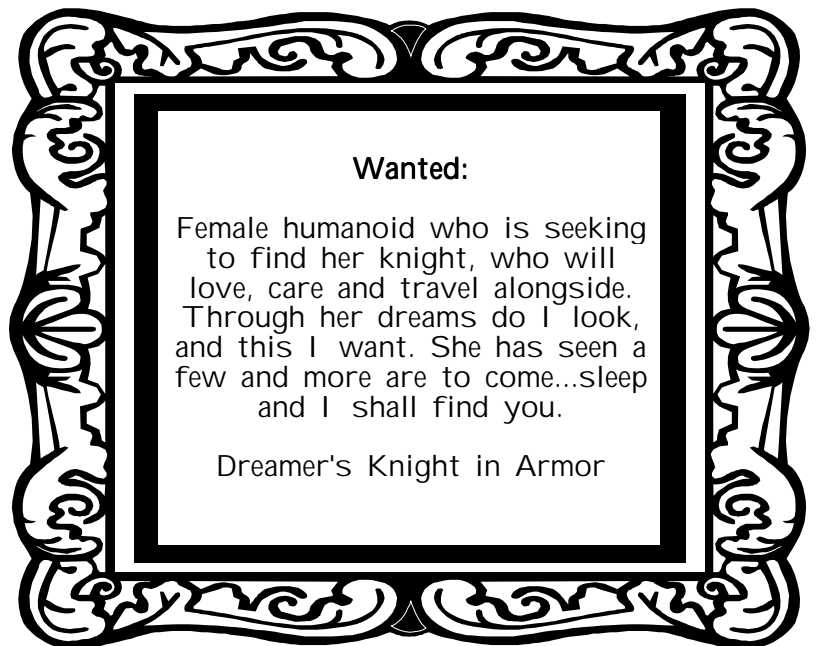 Wanted:
Female humanoid who is seeking
to find her knight, who will
love, care and travel alongside.
Through her dreams do I look,
and this I want. She has seen a
few and more are to come...sleep
and I shall find you.
Dreamer's Knight in Armor